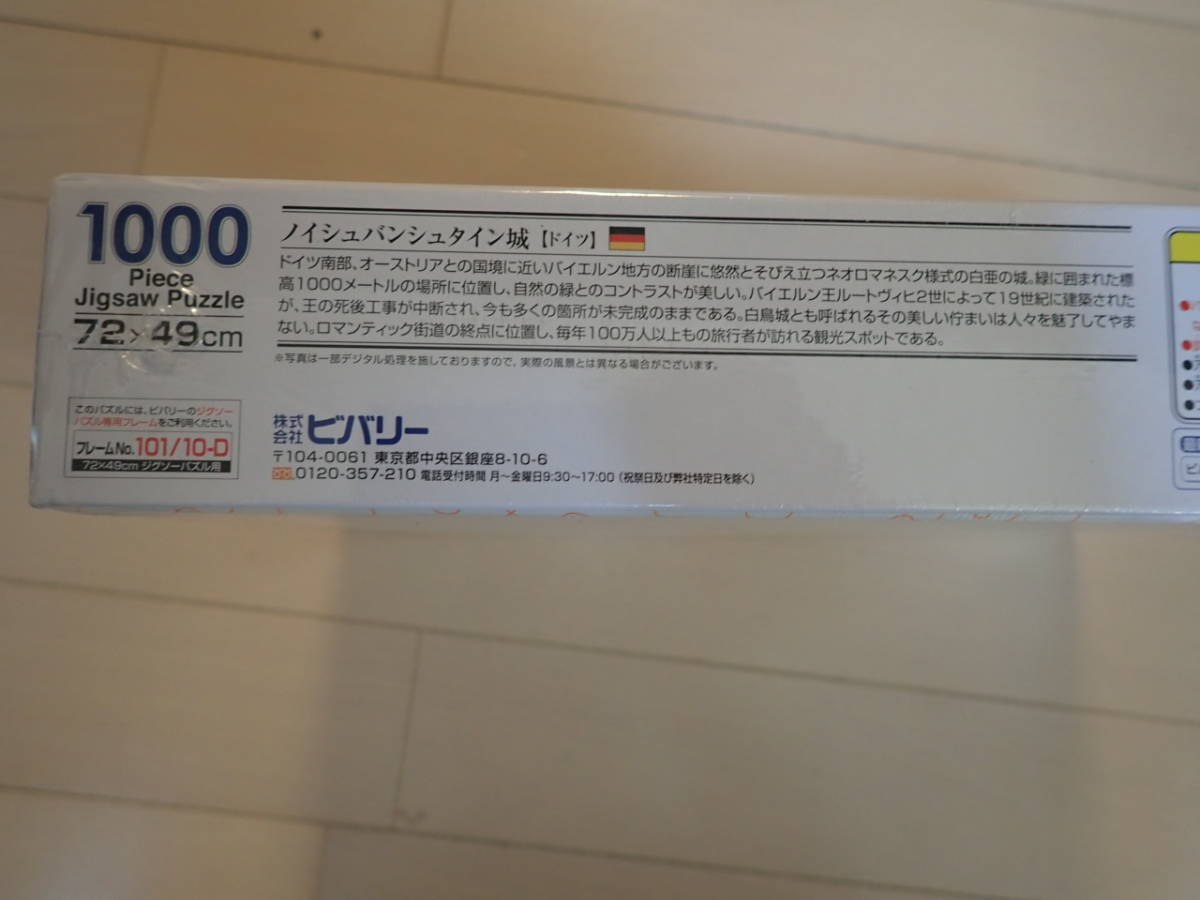 1000
Piece
Jigsaw Puzzle
72×49cm
このパズルには、ビバリーのジグソー
パズル専用フレームをご利用ください。
フレームNo.101/10-D
72×49cm ジグソーパズル用
ノイシュバンシュタイン城【ドイツ】
ドイツ南部、オーストリアとの国境に近いバイエルン地方の断崖に悠然とそびえ立つネオロマネスク様式の白亜の城。緑に囲まれた標
高1000メートルの場所に位置し、自然の緑とのコントラストが美しい。バイエルン王ルートヴィヒ2世によって19世紀に建築された
が、王の死後工事が中断され、今も多くの箇所が未完成のままである。白鳥城とも呼ばれるその美しい佇まいは人々を魅了してやま
ない。ロマンティック街道の終点に位置し、毎年100万人以上もの旅行者が訪れる観光スポットである。
※写真は一部デジタル処理を施しておりますので、実際の風景とは異なる場合がございます。
株式会社ビバリー
〒104-0061 東京都中央区銀座8-10-6
0120-357-210 電話受付時間 月～金曜日9:30～17:00 (祝祭日及び弊社特定日を除く)